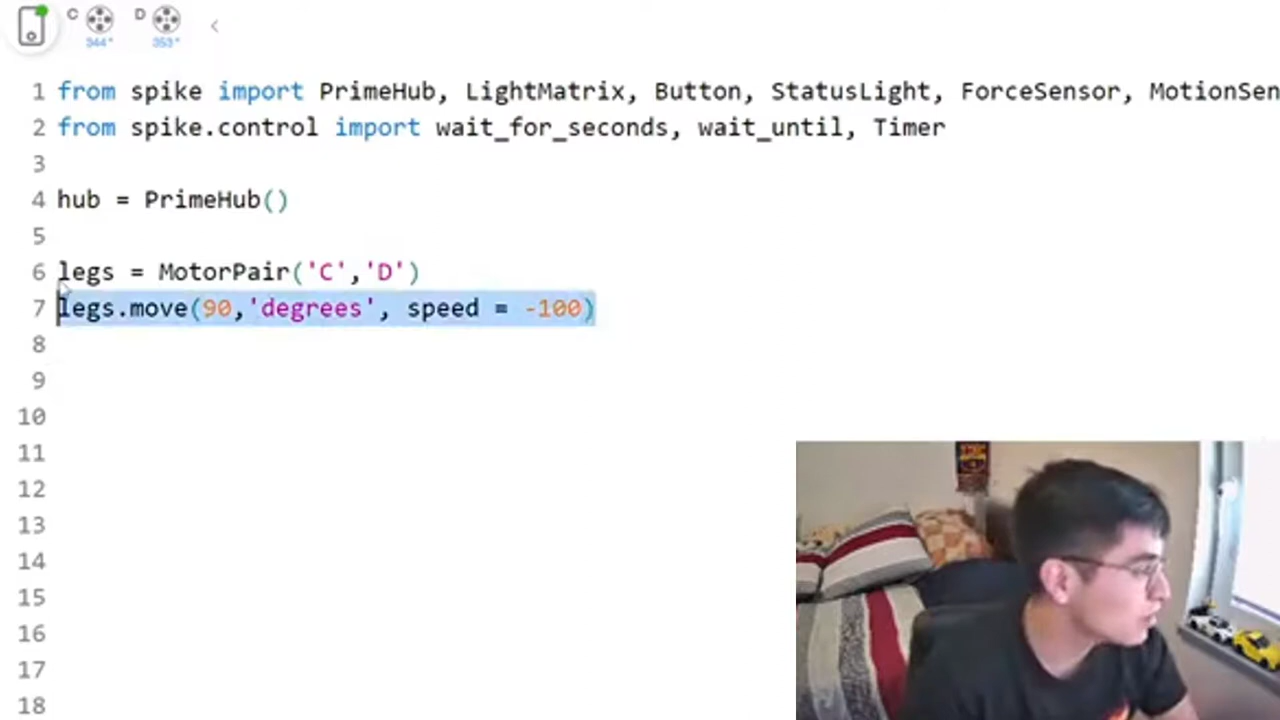 C D
344° 353°
1 from spike import PrimeHub, LightMatrix, Button, StatusLight, ForceSensor, MotionSen
2 from spike.control import wait_for_seconds, wait_until, Timer
3
4 hub = PrimeHub()
5
6 legs = MotorPair('C','D')
7 legs.move(90,'degrees', speed = -100)
8
9
10
11
12
13
14
15
16
17
18